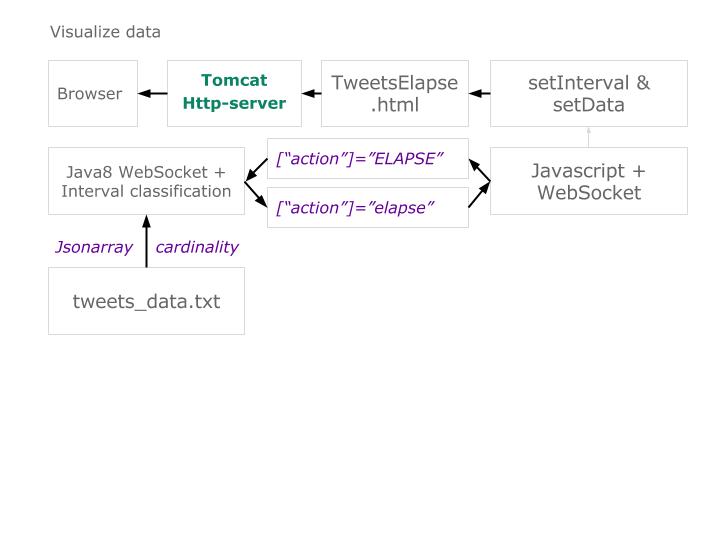 Visualize data
Browser
Tomcat
Http-server
TweetsElapse
.html
setInterval &
setData
Java8 WebSocket +
Interval classification
[“action”]=”ELAPSE”
[“action”]=”elapse”
Javascript +
WebSocket
Jsonarray cardinality
tweets_data.txt